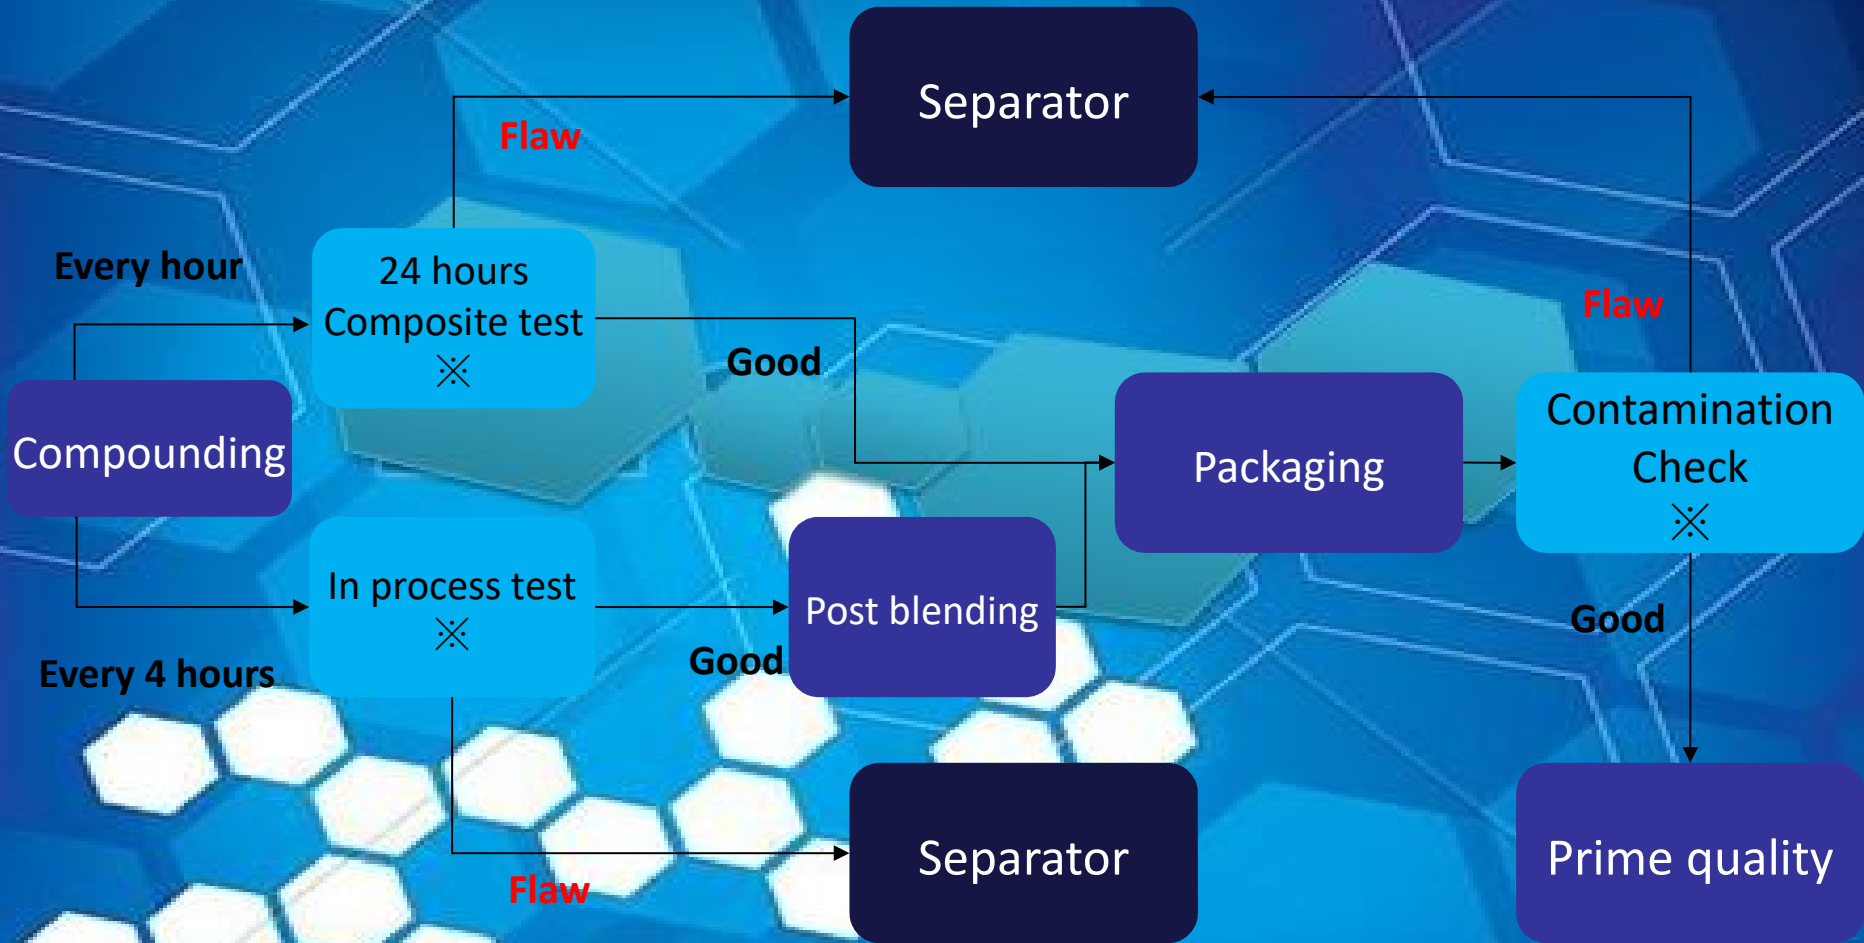 Separator
Flaw
Every hour
24 hours
Composite test
※
Flaw
Good
Compounding
Packaging
Contamination
Check
※
In process test
※
Post blending
Good
Good
Every 4 hours
Separator
Flaw
Prime quality